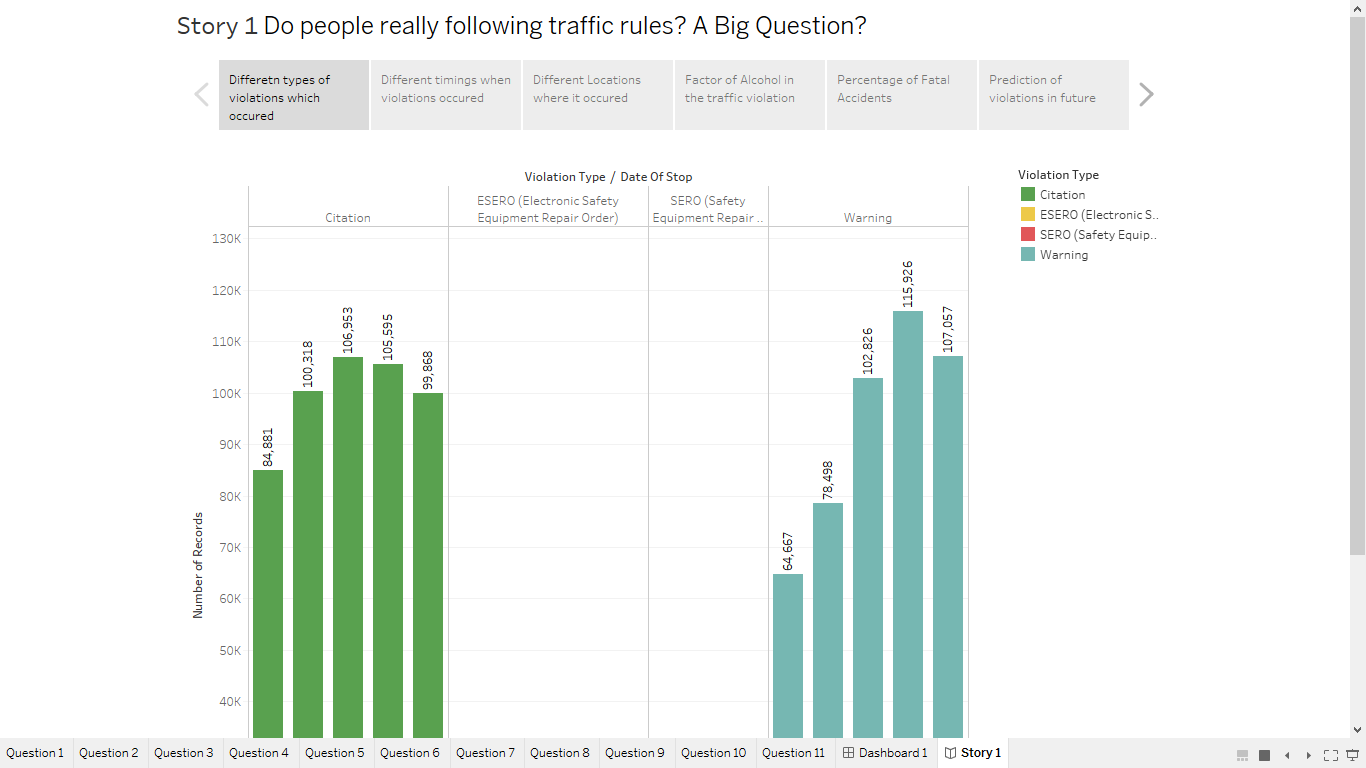 Story 1 Do people really following traffic rules? A Big Question?
Differetn types of
violations which
occured
Different timings when
violations occured
Different Locations
where it occured
Factor of Alcohol in
the traffic violation
Percentage of Fatal
Accidents
Prediction of
violations in future
Violation Type / Date Of Stop
Citation
ESERO (Electronic Safety
Equipment Repair Order)
SERO (Safety
Equipment Repair ..
Warning
Violation Type
Citation
ESERO (Electronic S..
SERO (Safety Equip..
Warning
Number of Records
130K
120K
110K
100K
90K
80K
70K
60K
50K
40K
84,881
100,318
106,953
105,595
99,868
64,667
78,498
102,826
115,926
107,057
Question 1
Question 2
Question 3
Question 4
Question 5
Question 6
Question 7
Question 8
Question 9
Question 10
Question 11
Dashboard 1
Story 1